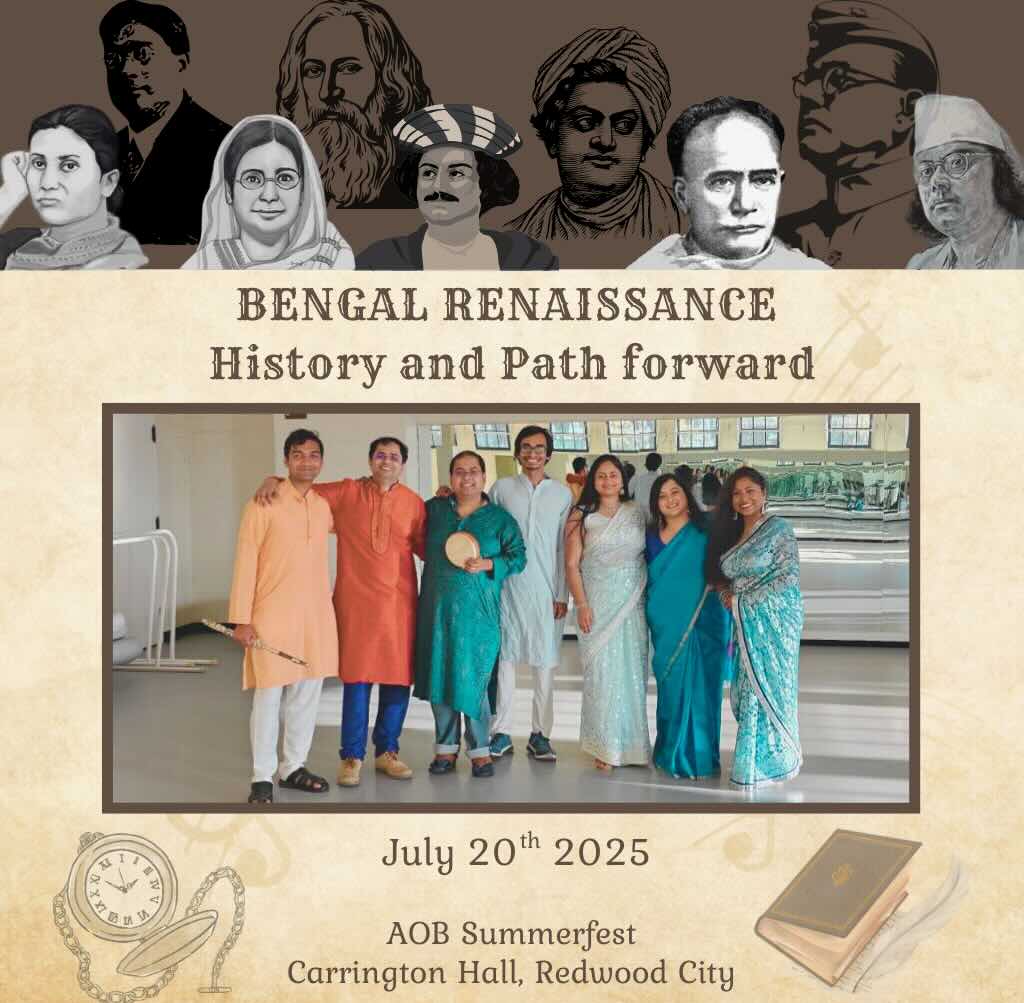 BENGAL RENAISSANCE
History and Path forward
July 20th 2025
AOB Summerfest
Carrington Hall, Redwood City